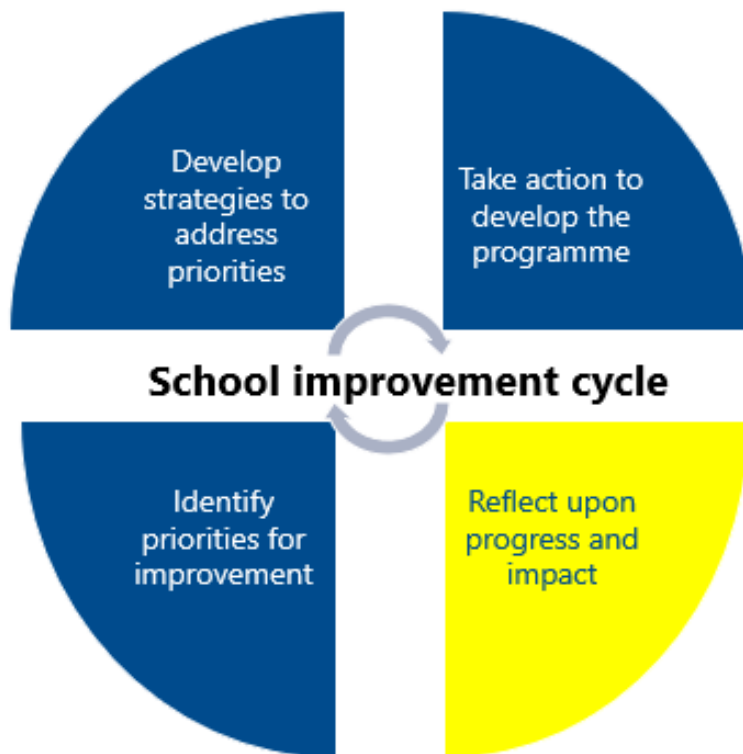 Develop
strategies to
address
priorities
Take action to
develop the
programme
School improvement cycle
Identify
priorities for
improvement
Reflect upon
progress and
impact